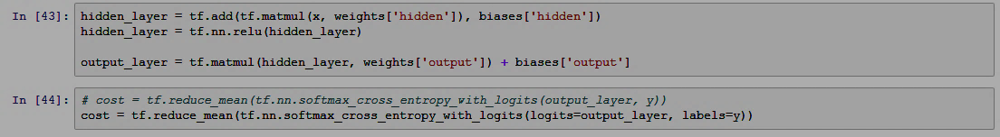 In [43]: hidden_layer = tf.add(tf.matmul(x, weights['hidden']), biases['hidden'])
hidden_layer = tf.nn.relu(hidden_layer)
output_layer = tf.matmul(hidden_layer, weights['output']) + biases['output']
In [44]: # cost = tf.reduce_mean(tf.nn.softmax_cross_entropy_with_logits(output_layer, y))
cost = tf.reduce_mean(tf.nn.softmax_cross_entropy_with_logits(logits=output_layer, labels=y))